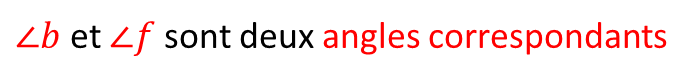 ∠b et ∠f sont deux angles correspondants